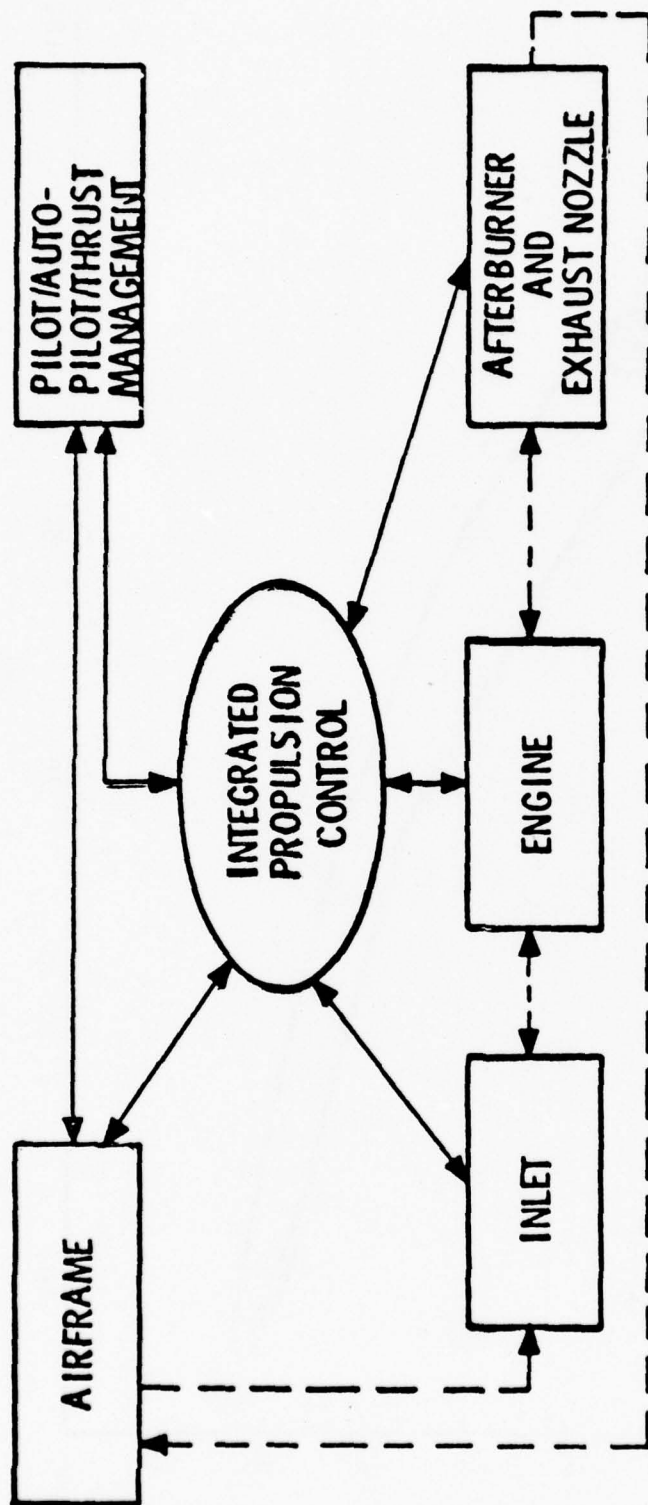 AIRFRAME
PILOT/AUTO-
PILOT/THRUST
MANAGEMENT
INTEGRATED
PROPULSION
CONTROL
INLET
ENGINE
AFTERBURNER
AND
EXHAUST NOZZLE